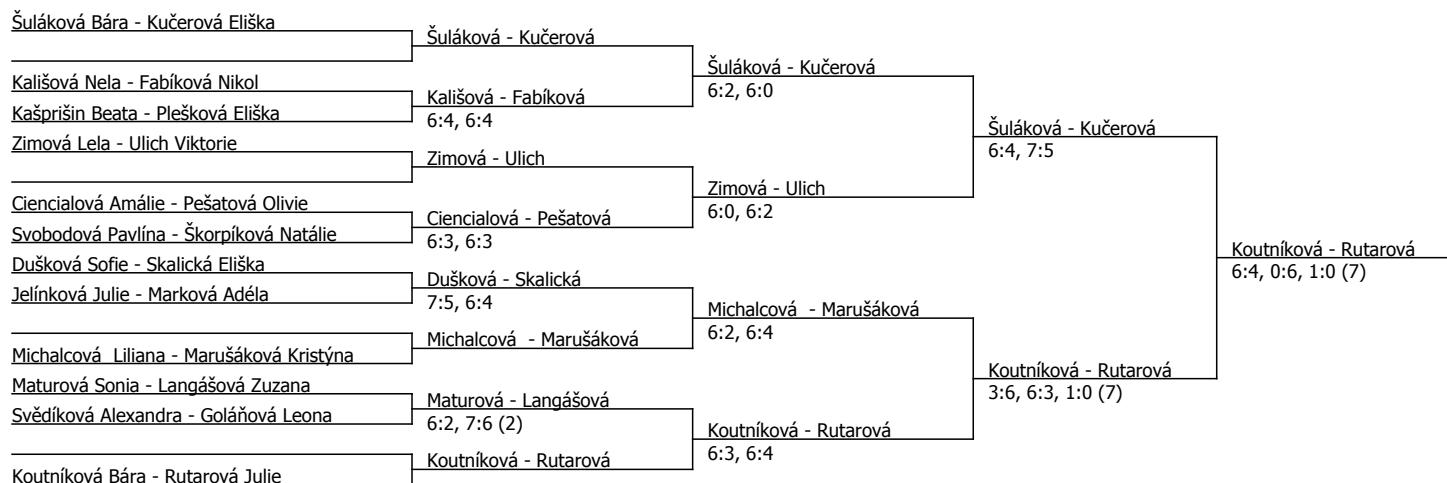 Šuláková Bára - Kučerová Eliška
Kališová Nela - Fabíková Nikol
Kašprišin Beata - Plešková Eliška
Zimová Lela - Ulich Viktorie
Ciencialová Amálie - Pešatová Olivie
Svobodová Pavlína - Škorpíková Natálie
Dušková Sofie - Skalická Eliška
Jelínková Julie - Marková Adéla
Michalcová  Liliana - Marušáková Kristýna
Maturová Sonia - Langášová Zuzana
Svědíková Alexandra - Goláňová Leona
Koutníková Bára - Rutarová Julie
Šuláková - Kučerová
Kališová - Fabíková
6:4, 6:4
Zimová - Ulich
Ciencialová - Pešatová
6:3, 6:3
Dušková - Skalická
7:5, 6:4
Michalcová  - Marušáková
Maturová - Langášová
6:2, 7:6 (2)
Koutníková - Rutarová
Šuláková - Kučerová
6:2, 6:0
Zimová - Ulich
6:0, 6:2
Michalcová  - Marušáková
6:2, 6:4
Koutníková - Rutarová
6:3, 6:4
Šuláková - Kučerová
6:4, 7:5
Koutníková - Rutarová
3:6, 6:3, 1:0 (7)
Koutníková - Rutarová
6:4, 0:6, 1:0 (7)